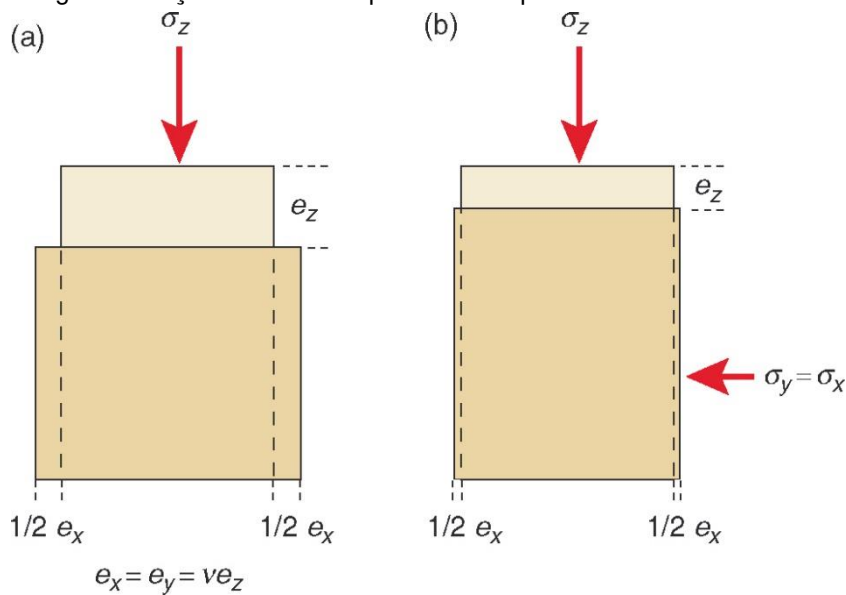 (a)
σz
ez
1/2 ex
1/2 ex
ex = ey = νez
(b)
σz
ez
σy = σx
1/2 ex
1/2 ex